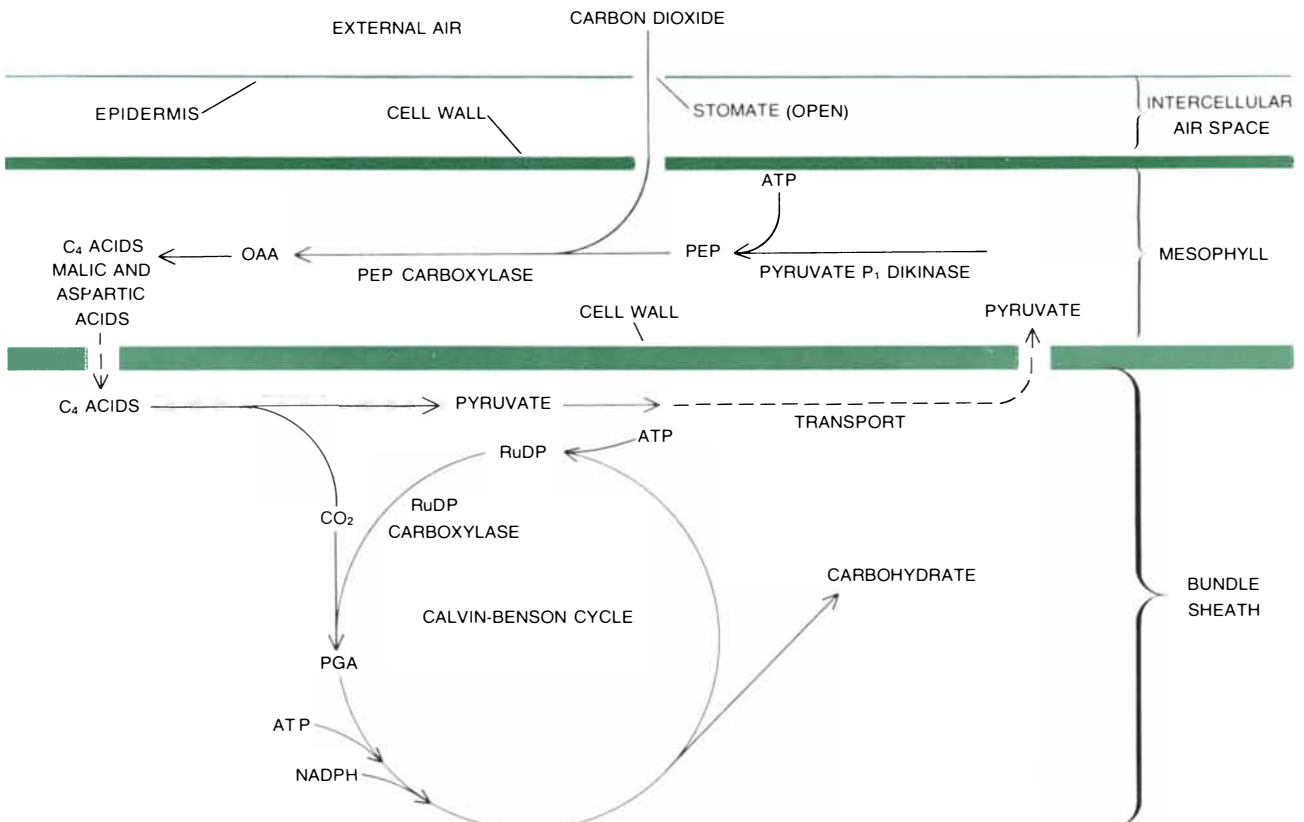 CARBON DIOXIDE
EXTERNAL AIR
EPIDERMIS
CELL WALL
STOMATE (OPEN)
INTERCELLULAR
AIR SPACE
ATP
C₄ ACIDS
MALIC AND
ASPARTIC
ACIDS
OAA
PEP CARBOXYLASE
PEP
PYRUVATE P₁ DIKINASE
MESOPHYLL
CELL WALL
PYRUVATE
C₄ ACIDS
PYRUVATE
TRANSPORT
ATP
RuDP
RuDP
CARBOXYLASE
CO₂
CARBOHYDRATE
CALVIN-BENSON CYCLE
BUNDLE
SHEATH
PGA
ATP
NADPH